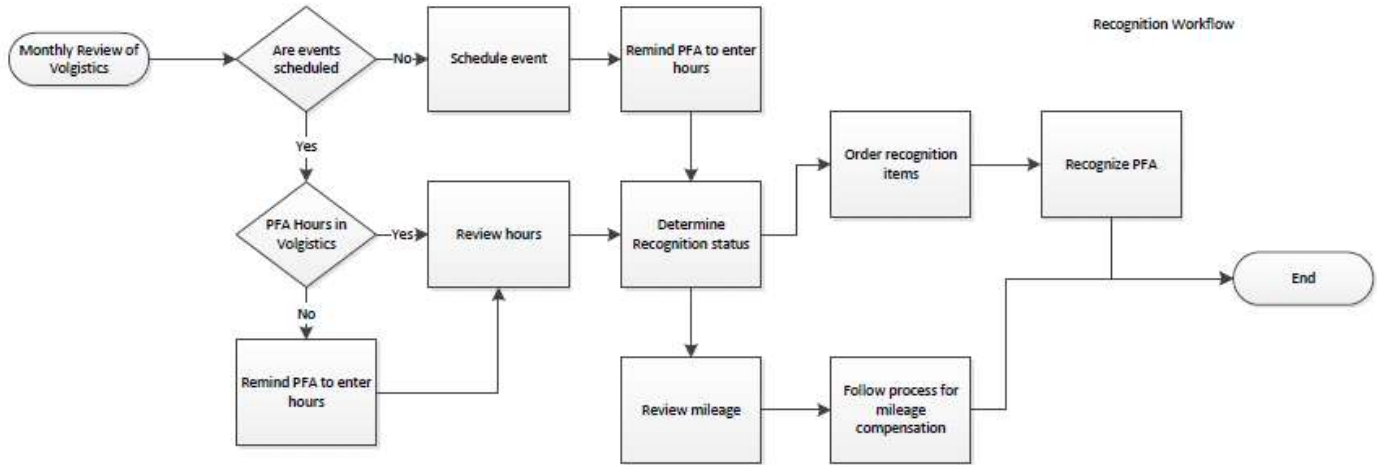 Recognition Workflow
Monthly Review of
Volgistics
Are events
scheduled
No
Schedule event
Remind PFA to enter
hours
Yes
Order recognition
items
Recognize PFA
PFA Hours in
Volgistics
Yes
Review hours
Determine
Recognition status
End
No
Remind PFA to enter
hours
Review mileage
Follow process for
mileage
compensation